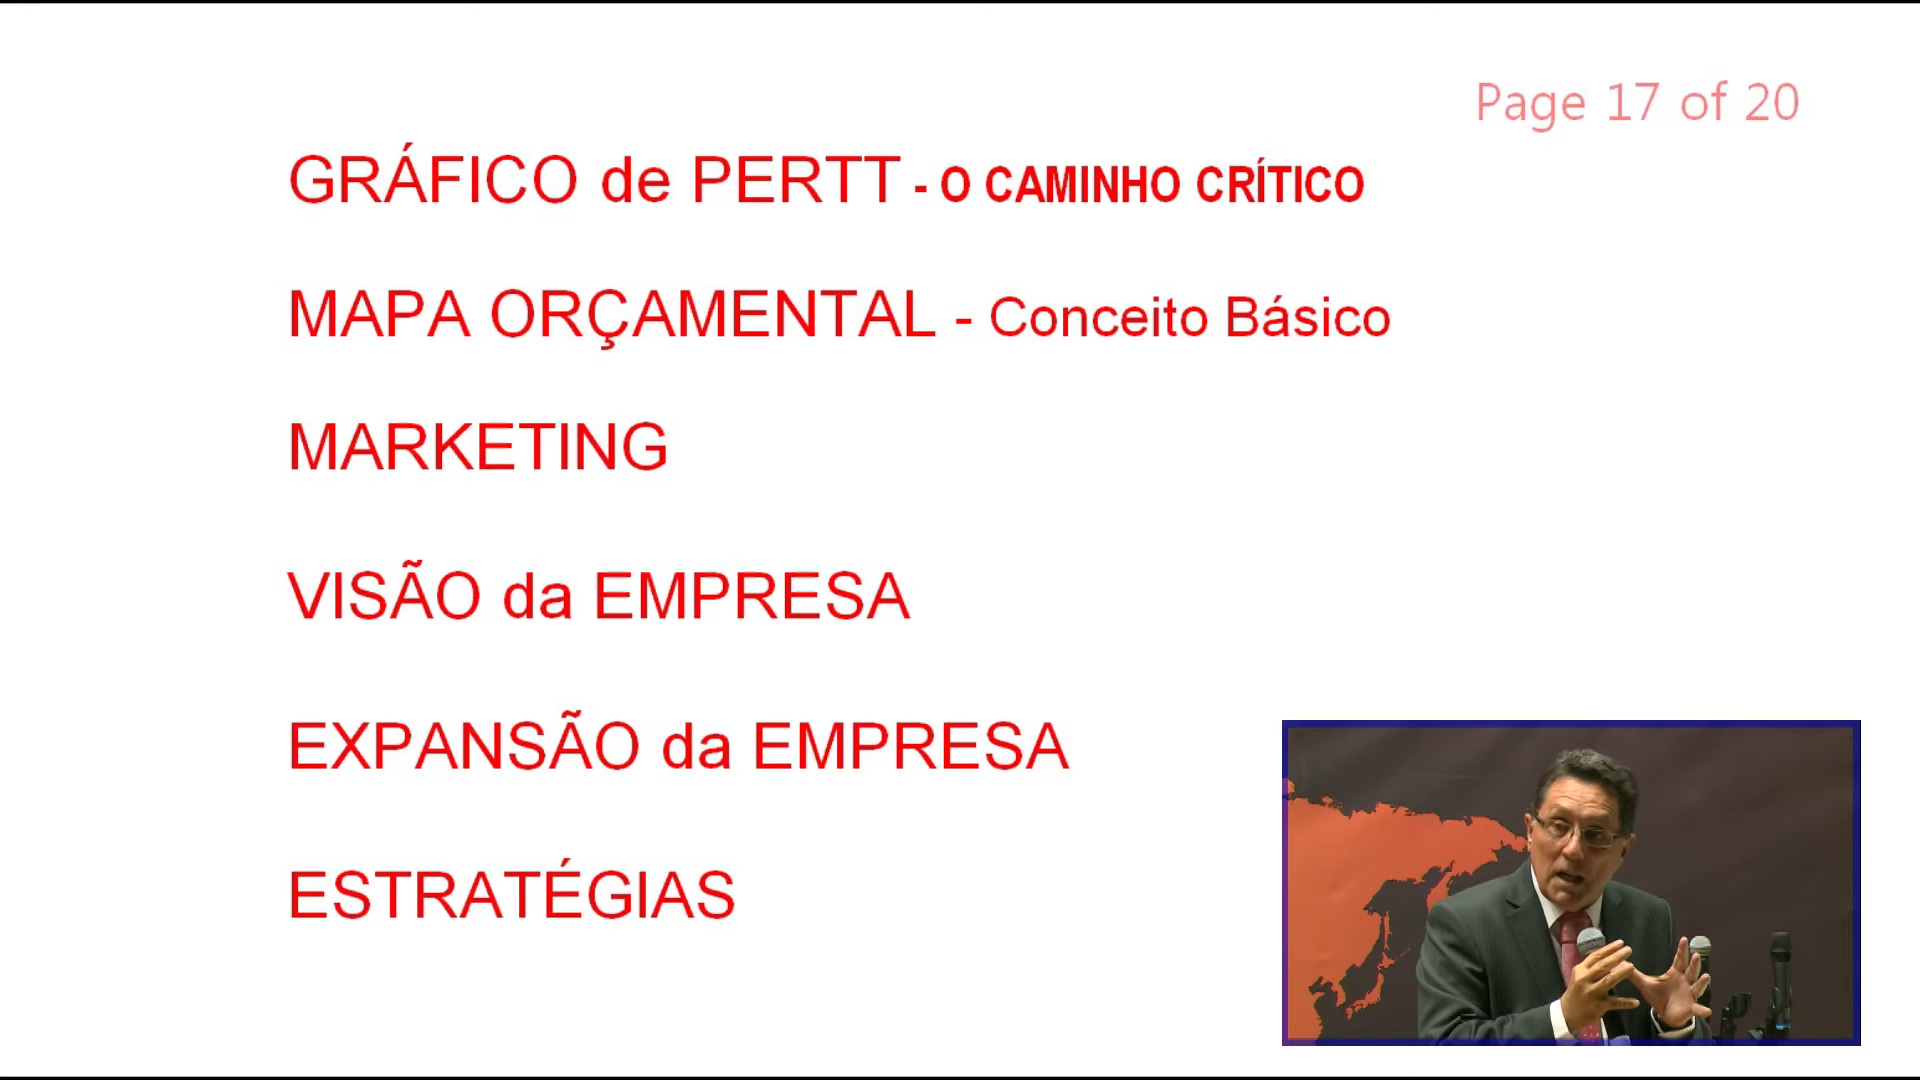 Page 17 of 20
GRÁFICO de PERTT - O CAMINHO CRÍTICO
MAPA ORÇAMENTAL - Conceito Básico
MARKETING
VISÃO da EMPRESA
EXPANSÃO da EMPRESA
ESTRATÉGIAS